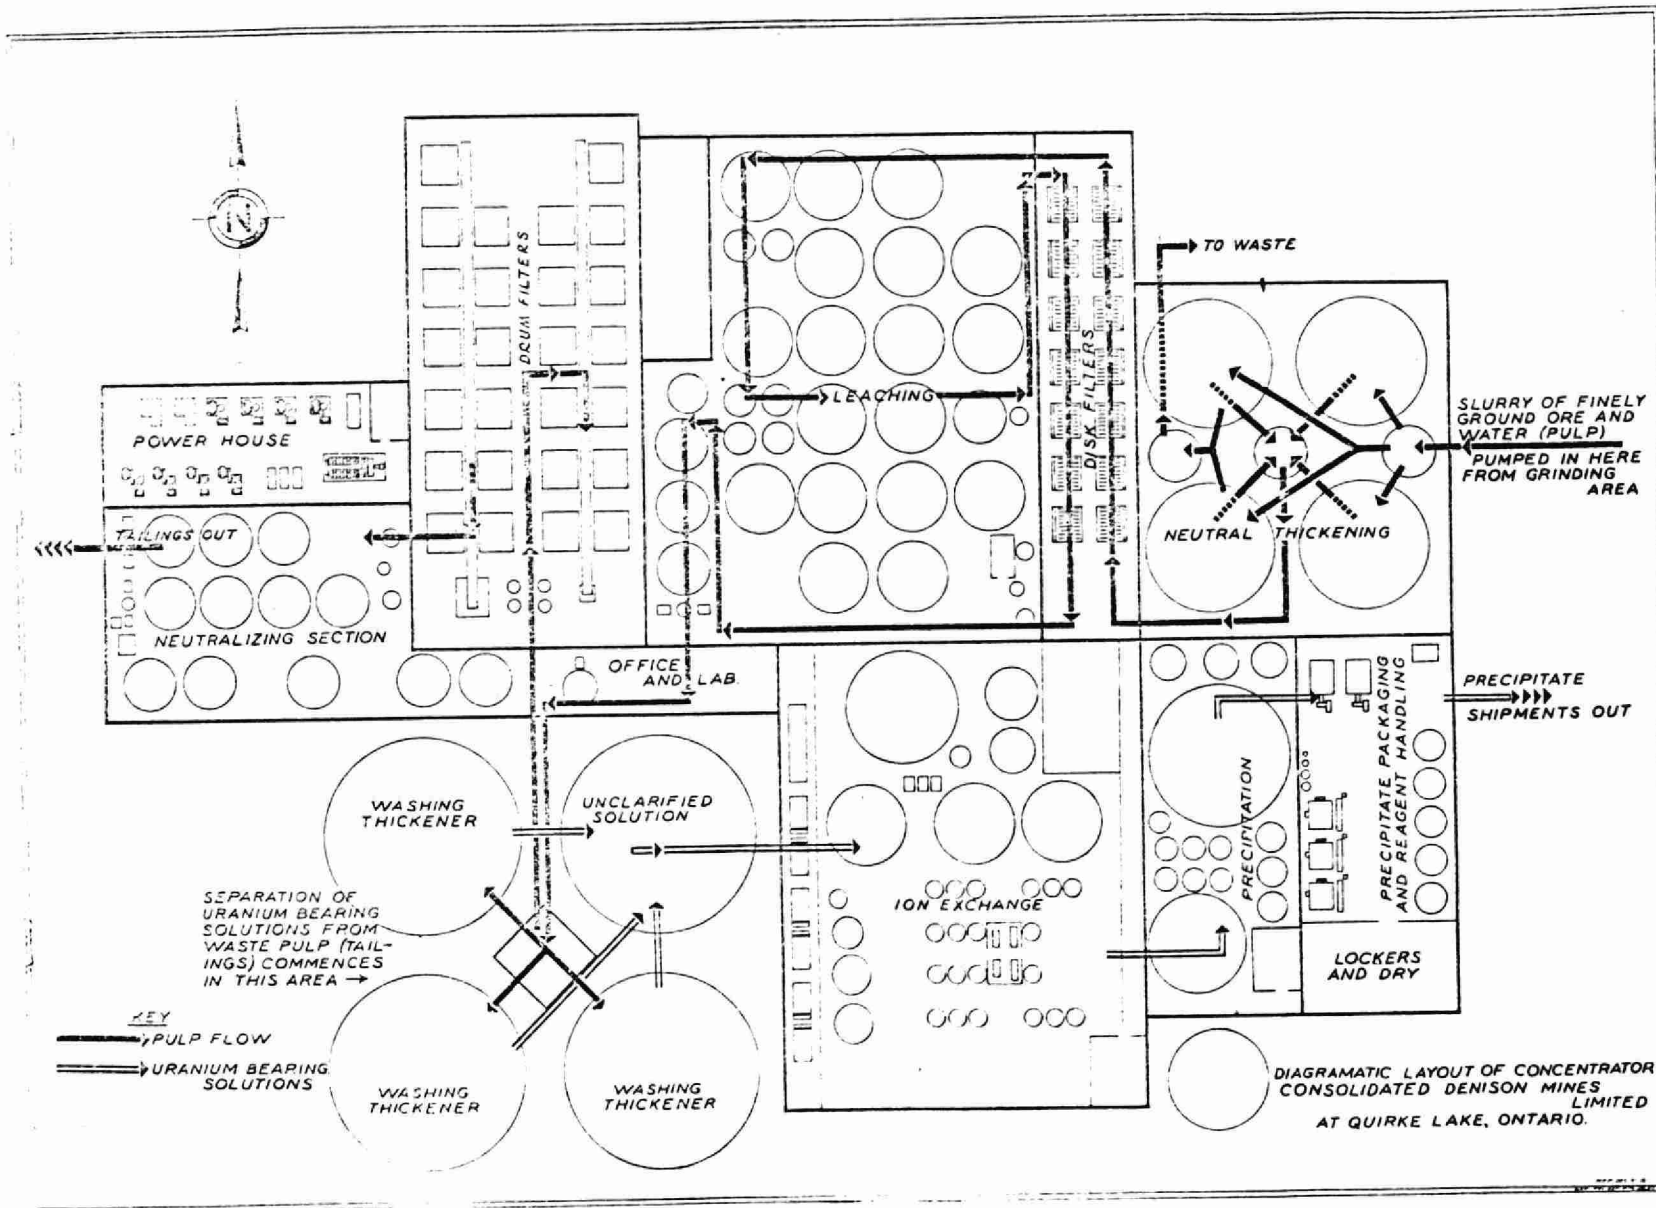 N
DRUM FILTERS
TO WASTE
DISK FILTERS
LEACHING
POWER HOUSE
SLURRY OF FINELY
GROUND ORE AND
WATER (PULP)
PUMPED IN HERE
FROM GRINDING
AREA
NEUTRAL THICKENING
TAILINGS OUT
NEUTRALIZING SECTION
OFFICE
AND LAB.
PRECIPITATE
SHIPMENTS OUT
PRECIPITATE PACKAGING
AND REAGENT HANDLING
PRECIPITATION
WASHING
THICKENER
UNCLARIFIED
SOLUTION
SEPARATION OF
URANIUM BEARING
SOLUTIONS FROM
WASTE PULP (TAIL-
INGS) COMMENCES
IN THIS AREA →
ION EXCHANGE
LOCKERS
AND DRY
KEY
PULP FLOW
URANIUM BEARING
SOLUTIONS
WASHING
THICKENER
WASHING
THICKENER
DIAGRAMATIC LAYOUT OF CONCENTRATOR
CONSOLIDATED DENISON MINES
LIMITED
AT QUIRKE LAKE, ONTARIO.